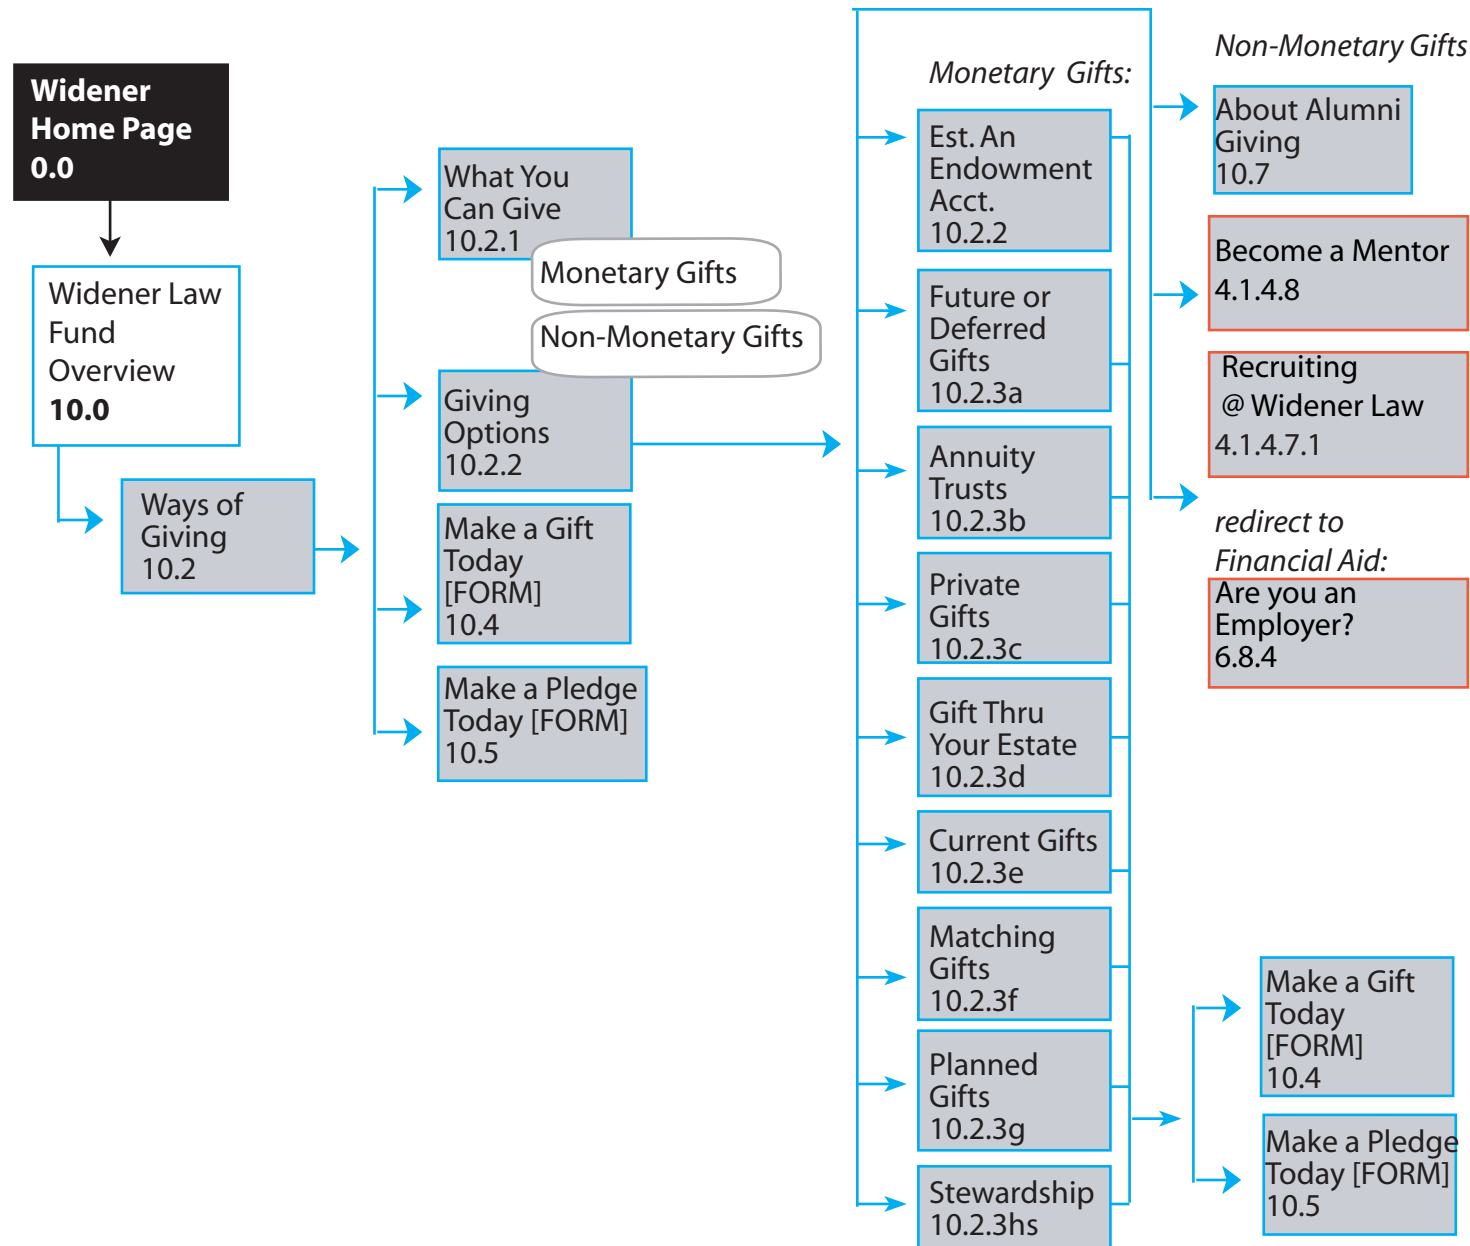 Widener
Home Page
0.0
Widener Law
Fund
Overview
10.0
Ways of
Giving
10.2
What You
Can Give
10.2.1
Monetary Gifts
Non-Monetary Gifts
Giving
Options
10.2.2
Make a Gift
Today
[FORM]
10.4
Make a Pledge
Today [FORM]
10.5
Monetary Gifts:
Est. An
Endowment
Acct.
10.2.2
Future or
Deferred
Gifts
10.2.3a
Annuity
Trusts
10.2.3b
Private
Gifts
10.2.3c
Gift Thru
Your Estate
10.2.3d
Current Gifts
10.2.3e
Matching
Gifts
10.2.3f
Planned
Gifts
10.2.3g
Stewardship
10.2.3hs
Non-Monetary Gifts
About Alumni
Giving
10.7
Become a Mentor
4.1.4.8
Recruiting
@ Widener Law
4.1.4.7.1
redirect to
Financial Aid:
Are you an
Employer?
6.8.4
Make a Gift
Today
[FORM]
10.4
Make a Pledge
Today [FORM]
10.5